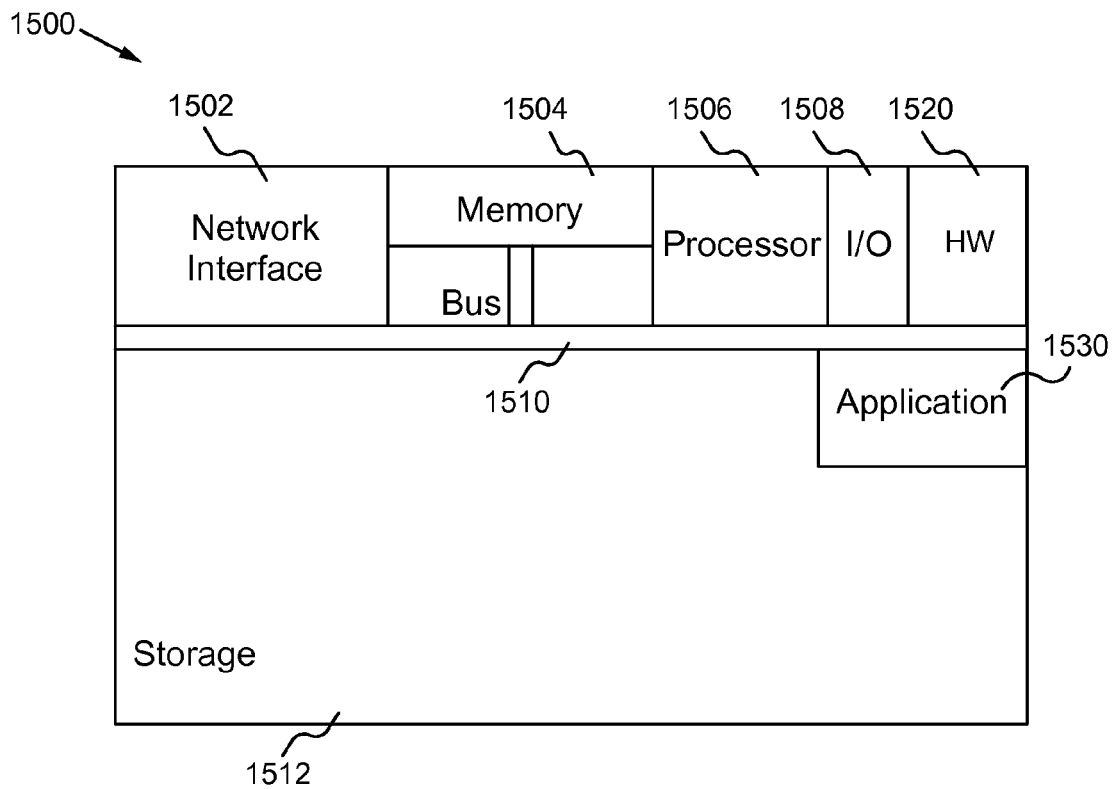 1500
1502
1504
1506
1508
1520
Network
Interface
Memory
Bus
Processor
I/O
HW
1530
1510
Application
Storage
1512